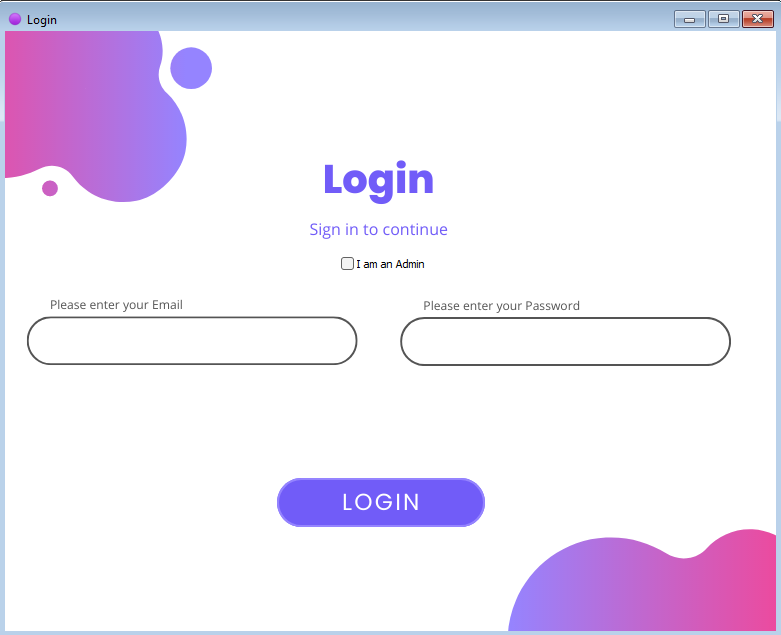 Login
Login
Sign in to continue
I am an Admin
Please enter your Email
Please enter your Password
LOGIN